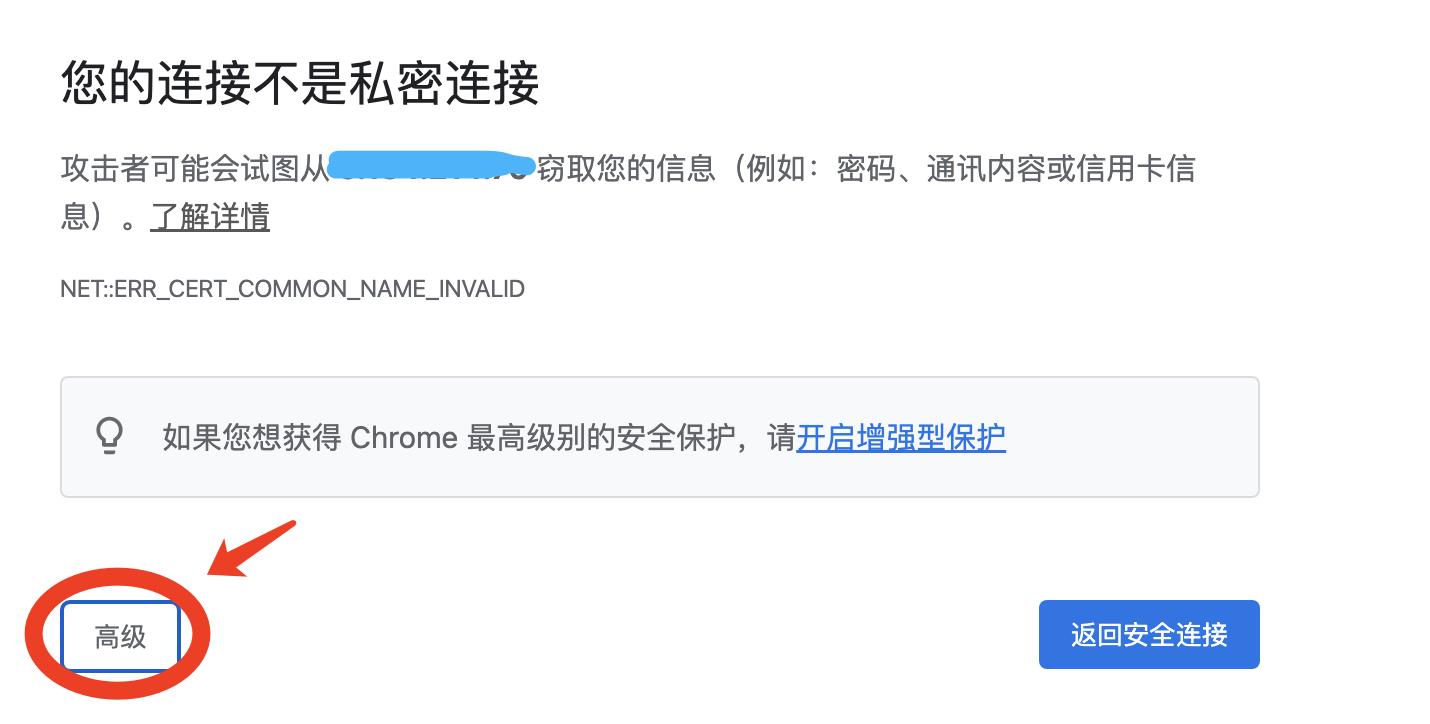 您的连接不是私密连接
攻击者可能会试图从 窃取您的信息（例如：密码、通讯内容或信用卡信
息）。了解详情
NET::ERR_CERT_COMMON_NAME_INVALID
如果您想获得 Chrome 最高级别的安全保护，请开启增强型保护
高级
返回安全连接